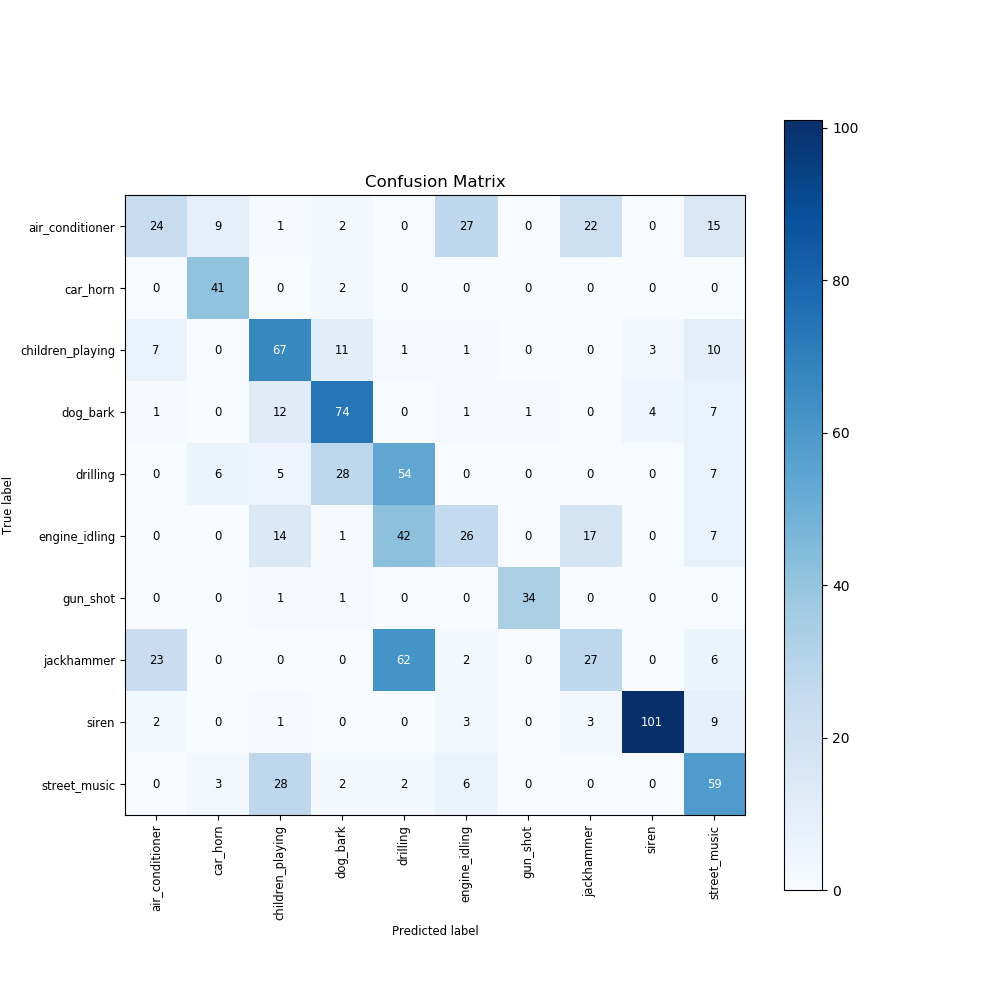 Confusion Matrix
air_conditioner 24 9 1 2 0 27 0 22 0 15
car_horn 0 41 0 2 0 0 0 0 0 0
children_playing 7 0 67 11 1 1 0 0 3 10
dog_bark 1 0 12 74 0 1 1 0 4 7
drilling 0 6 5 28 54 0 0 0 0 7
engine_idling 0 0 14 1 42 26 0 17 0 7
gun_shot 0 0 1 1 0 0 34 0 0 0
jackhammer 23 0 0 0 62 2 0 27 0 6
siren 2 0 1 0 0 3 0 3 101 9
street_music 0 3 28 2 2 6 0 0 0 59
True label
air_conditioner car_horn children_playing dog_bark drilling engine_idling gun_shot jackhammer siren street_music
Predicted label
100
80
60
40
20
0